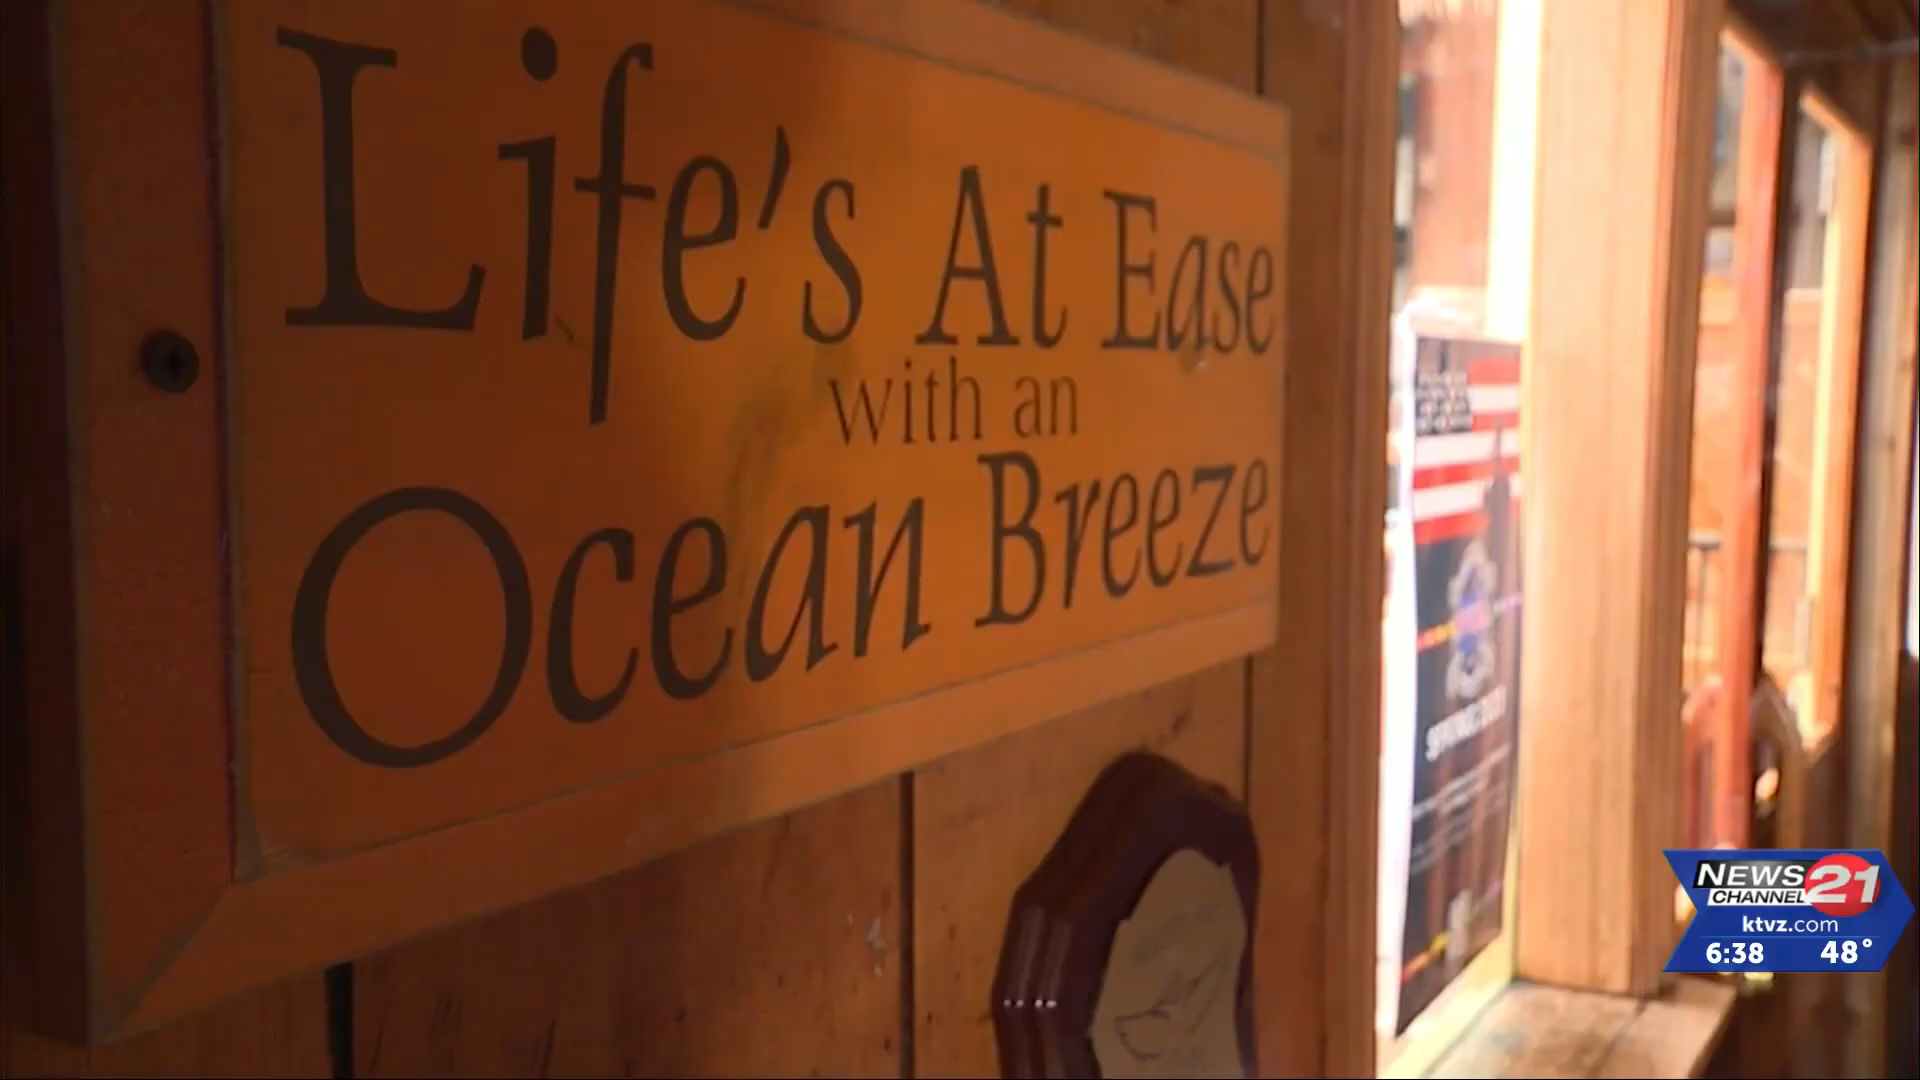 Life's At Ease
with an
Ocean Breeze
NEWS
CHANNEL 21
ktvz.com
6:38 48°